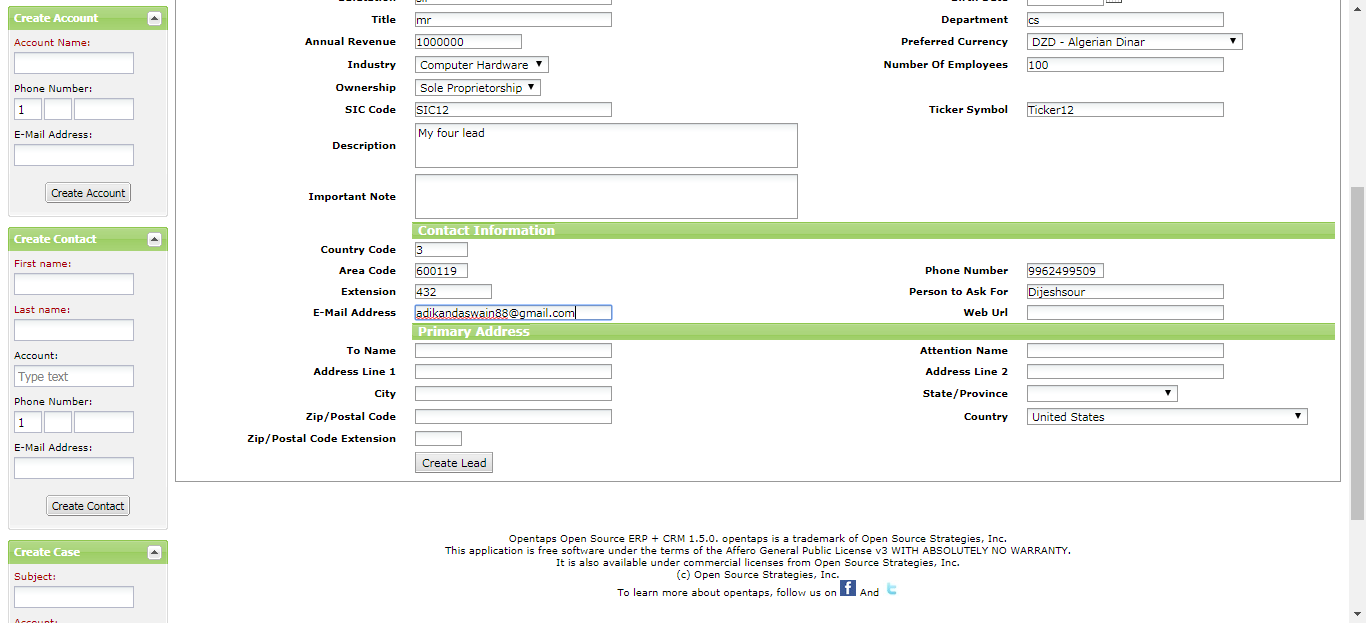 Create Account
Account Name:
Phone Number:
1
E-Mail Address:
Create Account
Create Contact
First name:
Last name:
Account:
Type text
Phone Number:
1
E-Mail Address:
Create Contact
Create Case
Subject:
Title mr Department cs
Annual Revenue 1000000 Preferred Currency DZD - Algerian Dinar
Industry Computer Hardware Number Of Employees 100
Ownership Sole Proprietorship
SIC Code SIC12 Ticker Symbol Ticker12
Description My four lead
Important Note
Contact Information
Country Code 3
Area Code 600119 Phone Number 9962499509
Extension 432 Person to Ask For Dijeshsour
E-Mail Address adikandaswain88@gmail.com Web Url
Primary Address
To Name Attention Name
Address Line 1 Address Line 2
City State/Province
Zip/Postal Code Country United States
Zip/Postal Code Extension
Create Lead
Opentaps Open Source ERP + CRM 1.5.0. opentaps is a trademark of Open Source Strategies, Inc.
This application is free software under the terms of the Affero General Public License v3 WITH ABSOLUTELY NO WARRANTY.
It is also available under commercial licenses from Open Source Strategies, Inc.
(c) Open Source Strategies, Inc.
To learn more about opentaps, follow us on f And t